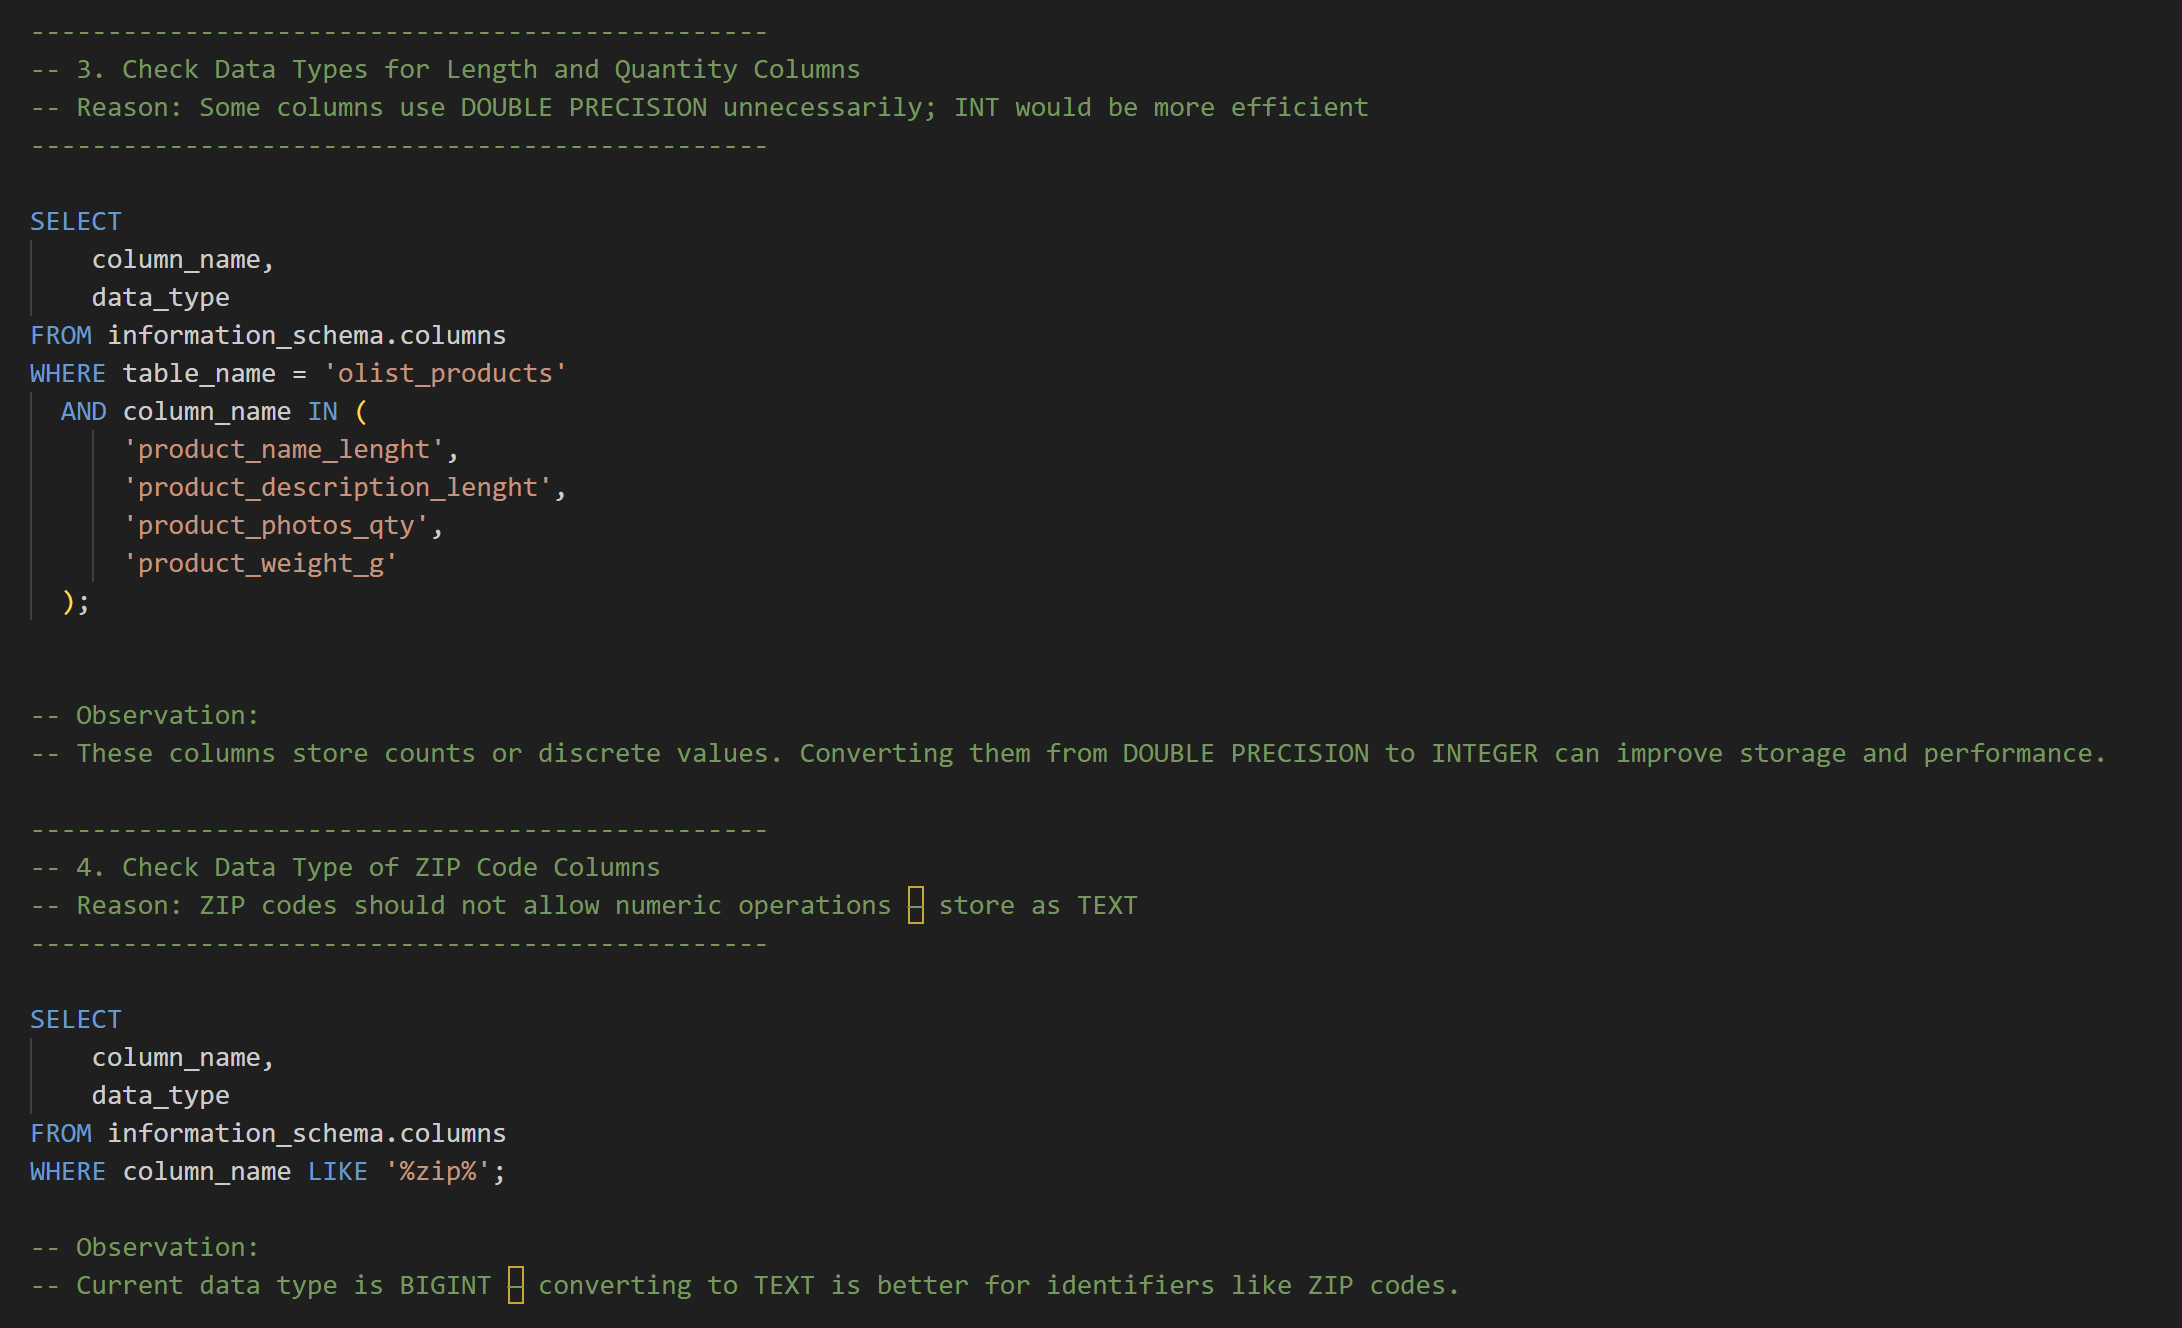 ------------------------------------------------
-- 3. Check Data Types for Length and Quantity Columns
-- Reason: Some columns use DOUBLE PRECISION unnecessarily; INT would be more efficient
------------------------------------------------
SELECT
column_name,
data_type
FROM information_schema.columns
WHERE table_name = 'olist_products'
AND column_name IN (
'product_name_lenght',
'product_description_lenght',
'product_photos_qty',
'product_weight_g'
);
-- Observation:
-- These columns store counts or discrete values. Converting them from DOUBLE PRECISION to INTEGER can improve storage and performance.
------------------------------------------------
-- 4. Check Data Type of ZIP Code Columns
-- Reason: ZIP codes should not allow numeric operations – store as TEXT
------------------------------------------------
SELECT
column_name,
data_type
FROM information_schema.columns
WHERE column_name LIKE '%zip%';
-- Observation:
-- Current data type is BIGINT – converting to TEXT is better for identifiers like ZIP codes.